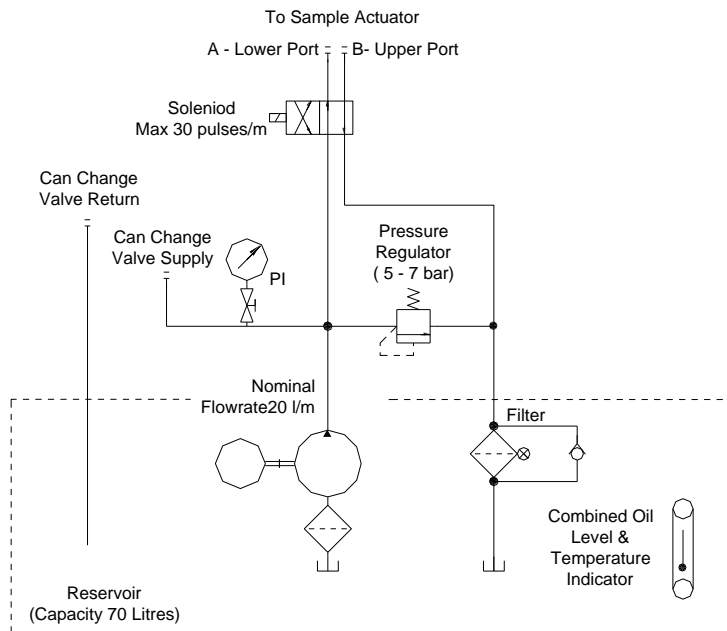 To Sample Actuator
A - Lower Port
B- Upper Port
Soleniod
Max 30 pulses/m
Can Change
Valve Return
Can Change
Valve Supply
PI
Pressure
Regulator
( 5 - 7 bar)
Nominal
Flowrate20 l/m
Filter
Combined Oil
Level &
Temperature
Indicator
Reservoir
(Capacity 70 Litres)